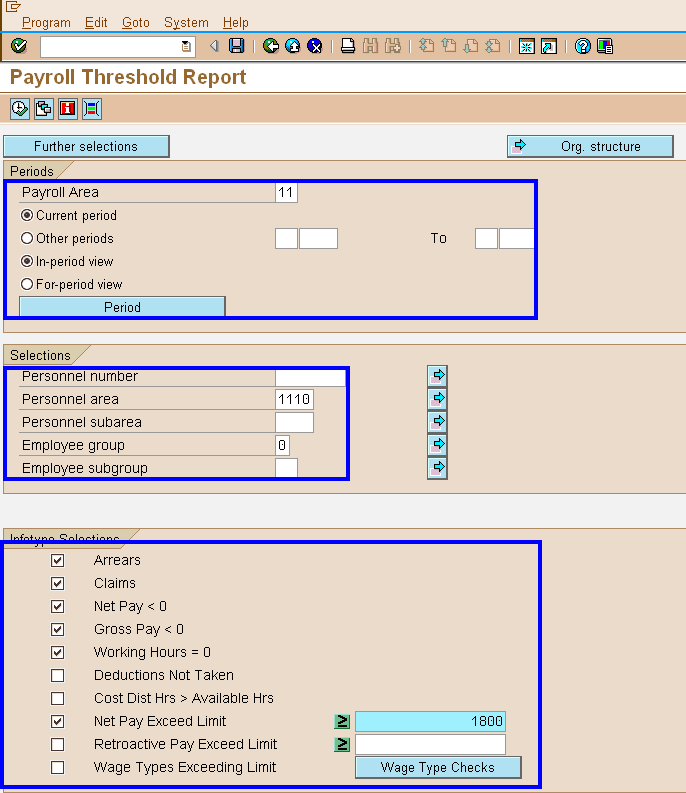 Program Edit Goto System Help
Payroll Threshold Report
Further selections Org. structure
Periods
Payroll Area 11
Current period
Other periods To
In-period view
For-period view
Period
Selections
Personnel number
Personnel area 1110
Personnel subarea
Employee group 0
Employee subgroup
Infotype Selections
Arrears
Claims
Net Pay < 0
Gross Pay < 0
Working Hours = 0
Deductions Not Taken
Cost Dist Hrs > Available Hrs
Net Pay Exceed Limit ≥ 1800
Retroactive Pay Exceed Limit ≥
Wage Types Exceeding Limit Wage Type Checks